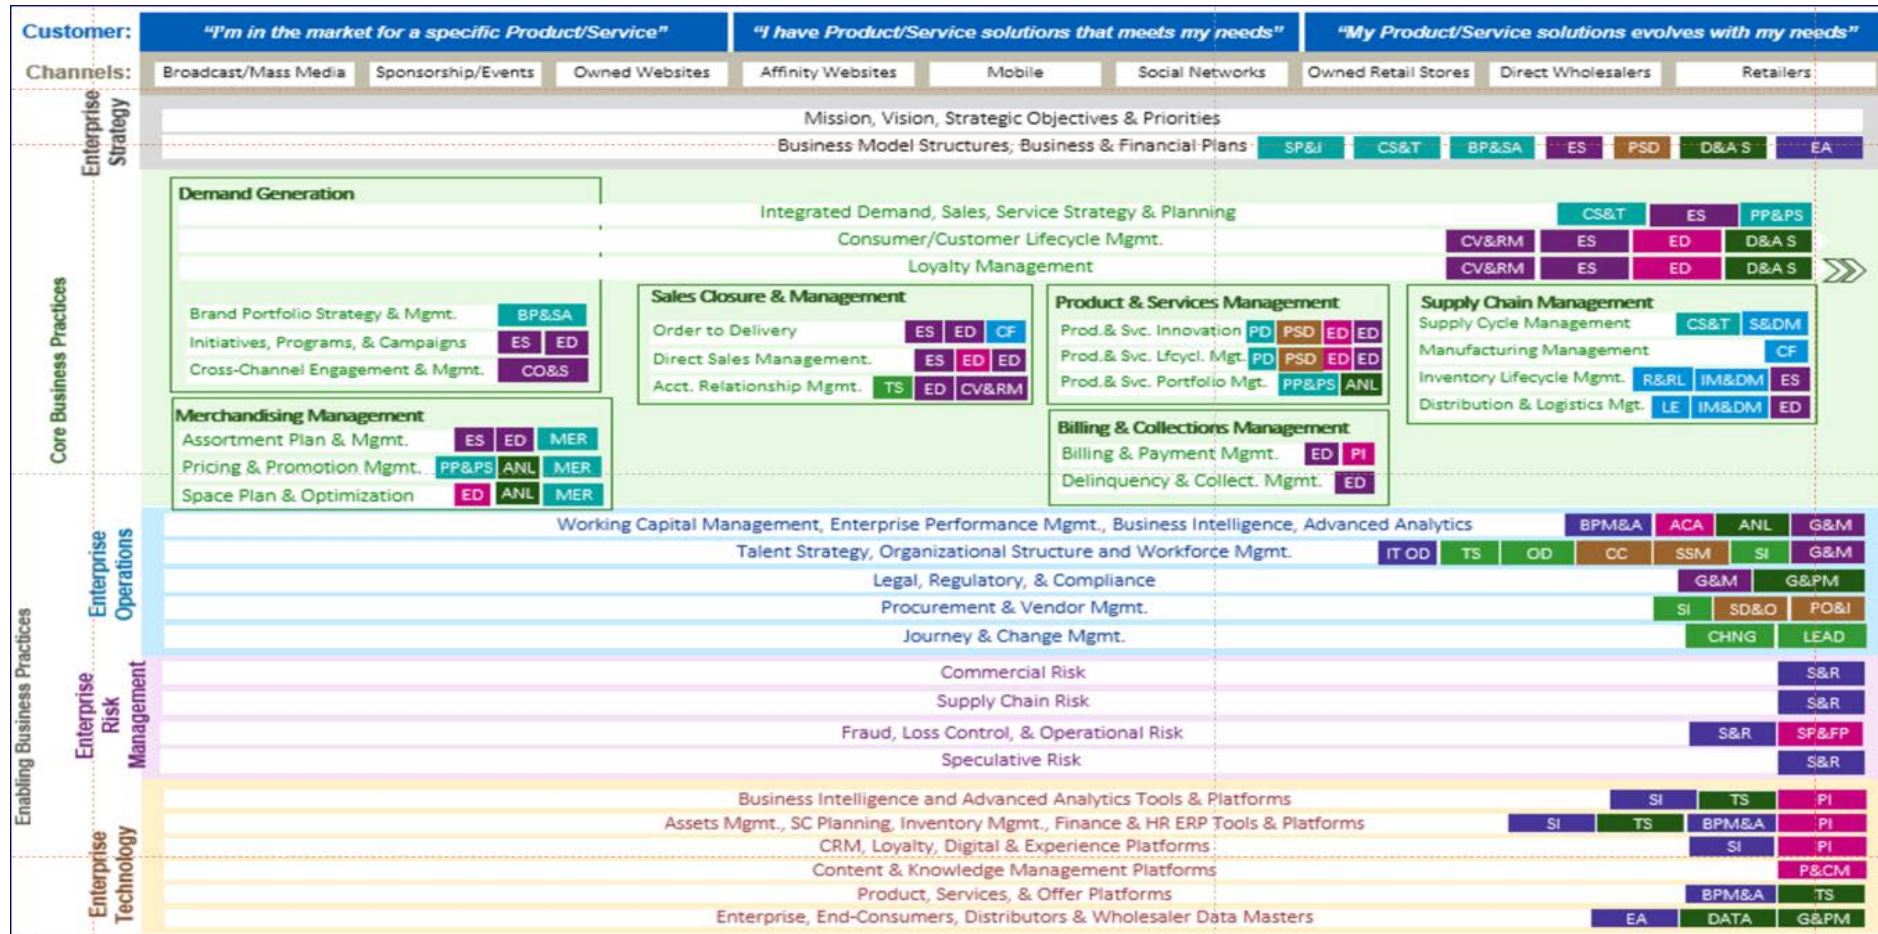 Customer: "I'm in the market for a specific Product/Service" "I have Product/Service solutions that meets my needs" "My Product/Service solutions evolves with my needs"
Channels: Broadcast/Mass Media Sponsorship/Events Owned Websites Affinity Websites Mobile Social Networks Owned Retail Stores Direct Wholesalers Retailers
Enterprise
Strategy
Mission, Vision, Strategic Objectives & Priorities
Business Model Structures, Business & Financial Plans SP&I CS&T BP&SA ES PSD D&A S EA
Core Business Practices
Demand Generation
Integrated Demand, Sales, Service Strategy & Planning CS&T ES PP&PS
Consumer/Customer Lifecycle Mgmt. CV&RM ES ED D&A S
Loyalty Management CV&RM ES ED D&A S
Brand Portfolio Strategy & Mgmt. BP&SA
Initiatives, Programs, & Campaigns ES ED
Cross-Channel Engagement & Mgmt. CO&S
Merchandising Management
Assortment Plan & Mgmt. ES ED MER
Pricing & Promotion Mgmt. PP&PS ANL MER
Space Plan & Optimization ED ANL MER
Sales Closure & Management
Order to Delivery ES ED CF
Direct Sales Management. ES ED ED
Acct. Relationship Mgmt. TS ED CV&RM
Product & Services Management
Prod.& Svc. Innovation PD PSD ED ED
Prod.& Svc. Lfcycl. Mgt. PD PSD ED ED
Prod.& Svc. Portfolio Mgt. PP&PS ANL
Billing & Collections Management
Billing & Payment Mgmt. ED PI
Delinquency & Collect. Mgmt. ED
Supply Chain Management
Supply Cycle Management CS&T S&DM
Manufacturing Management CF
Inventory Lifecycle Mgmt. R&RL IM&DM ES
Distribution & Logistics Mgt. LE IM&DM ED
Enabling Business Practices
Enterprise
Operations
Working Capital Management, Enterprise Performance Mgmt., Business Intelligence, Advanced Analytics BPM&A ACA ANL G&M
Talent Strategy, Organizational Structure and Workforce Mgmt. IT OD TS OD CC SSM SI G&M
Legal, Regulatory, & Compliance G&M G&PM
Procurement & Vendor Mgmt. SI SD&O PO&I
Journey & Change Mgmt. CHNG LEAD
Enterprise
Risk
Management
Commercial Risk S&R
Supply Chain Risk S&R
Fraud, Loss Control, & Operational Risk S&R SP&FP
Speculative Risk S&R
Enterprise
Technology
Business Intelligence and Advanced Analytics Tools & Platforms SI TS PI
Assets Mgmt., SC Planning, Inventory Mgmt., Finance & HR ERP Tools & Platforms SI TS BPM&A PI
CRM, Loyalty, Digital & Experience Platforms SI PI
Content & Knowledge Management Platforms P&CM
Product, Services, & Offer Platforms BPM&A TS
Enterprise, End-Consumers, Distributors & Wholesaler Data Masters EA DATA G&PM